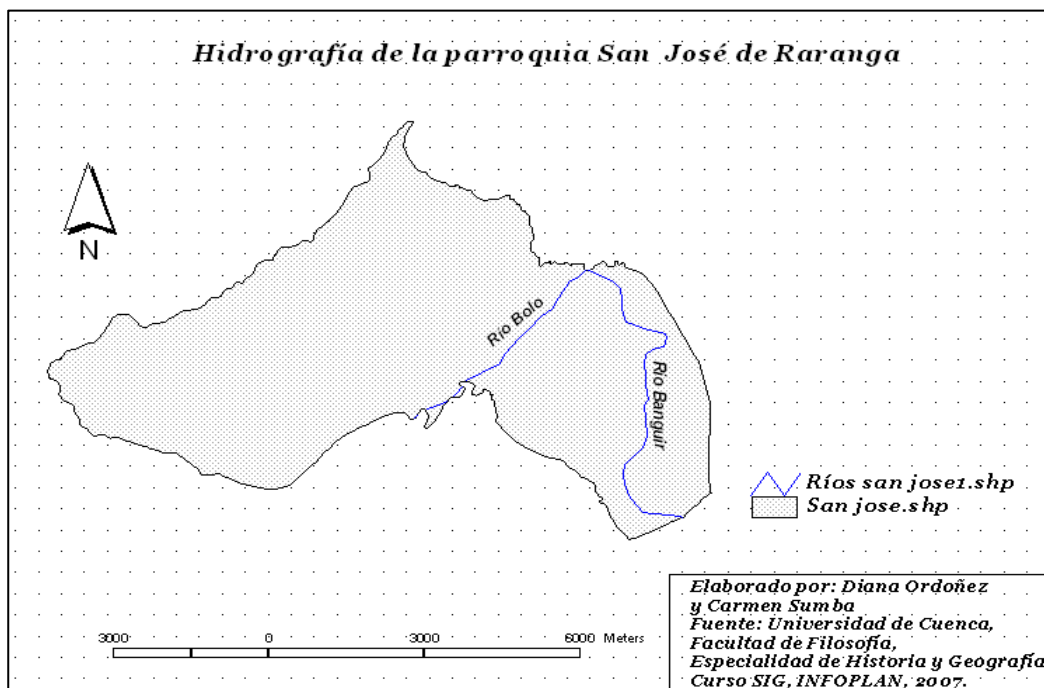 Hidrografía de la parroquia San José de Raranga
N
Río Bolo
Río Banguir
Ríos san jose1.shp
San jose.shp
3000 0 3000 6000 Meters
Elaborado por: Diana Ordoñez
y Carmen Sumba
Fuente: Universidad de Cuenca,
Facultad de Filosofía,
Especialidad de Historia y Geografía
Curso SIG, INFOPLAN, 2007.